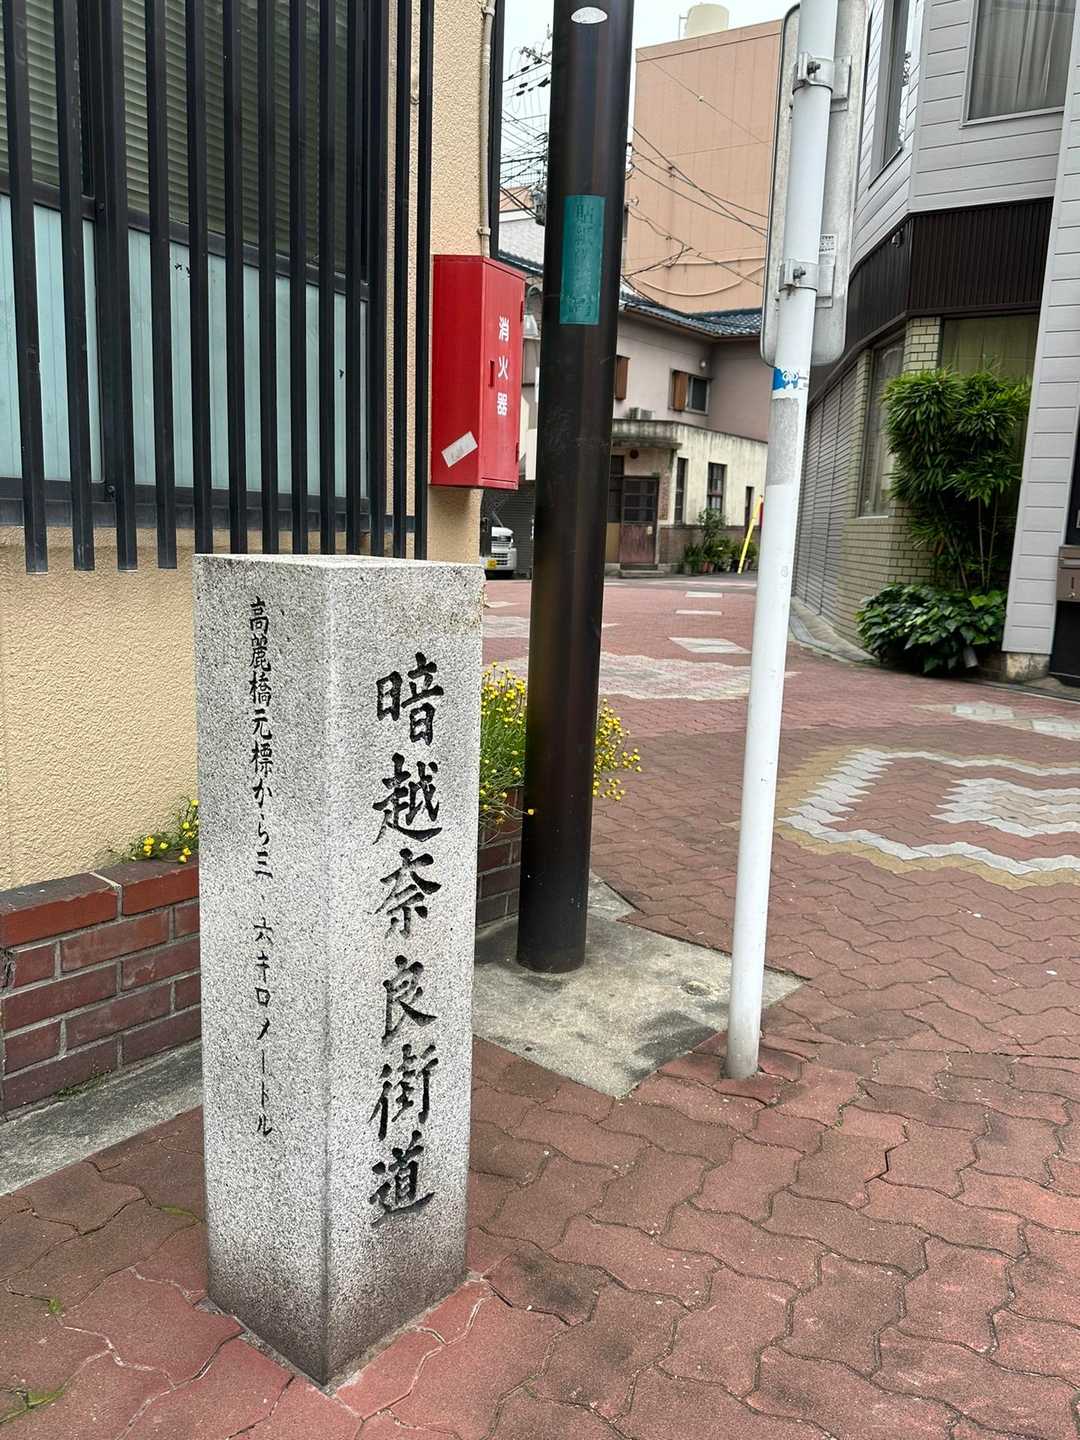 高麗橋元標から三・六キロメートル
暗越奈良街道
消火器